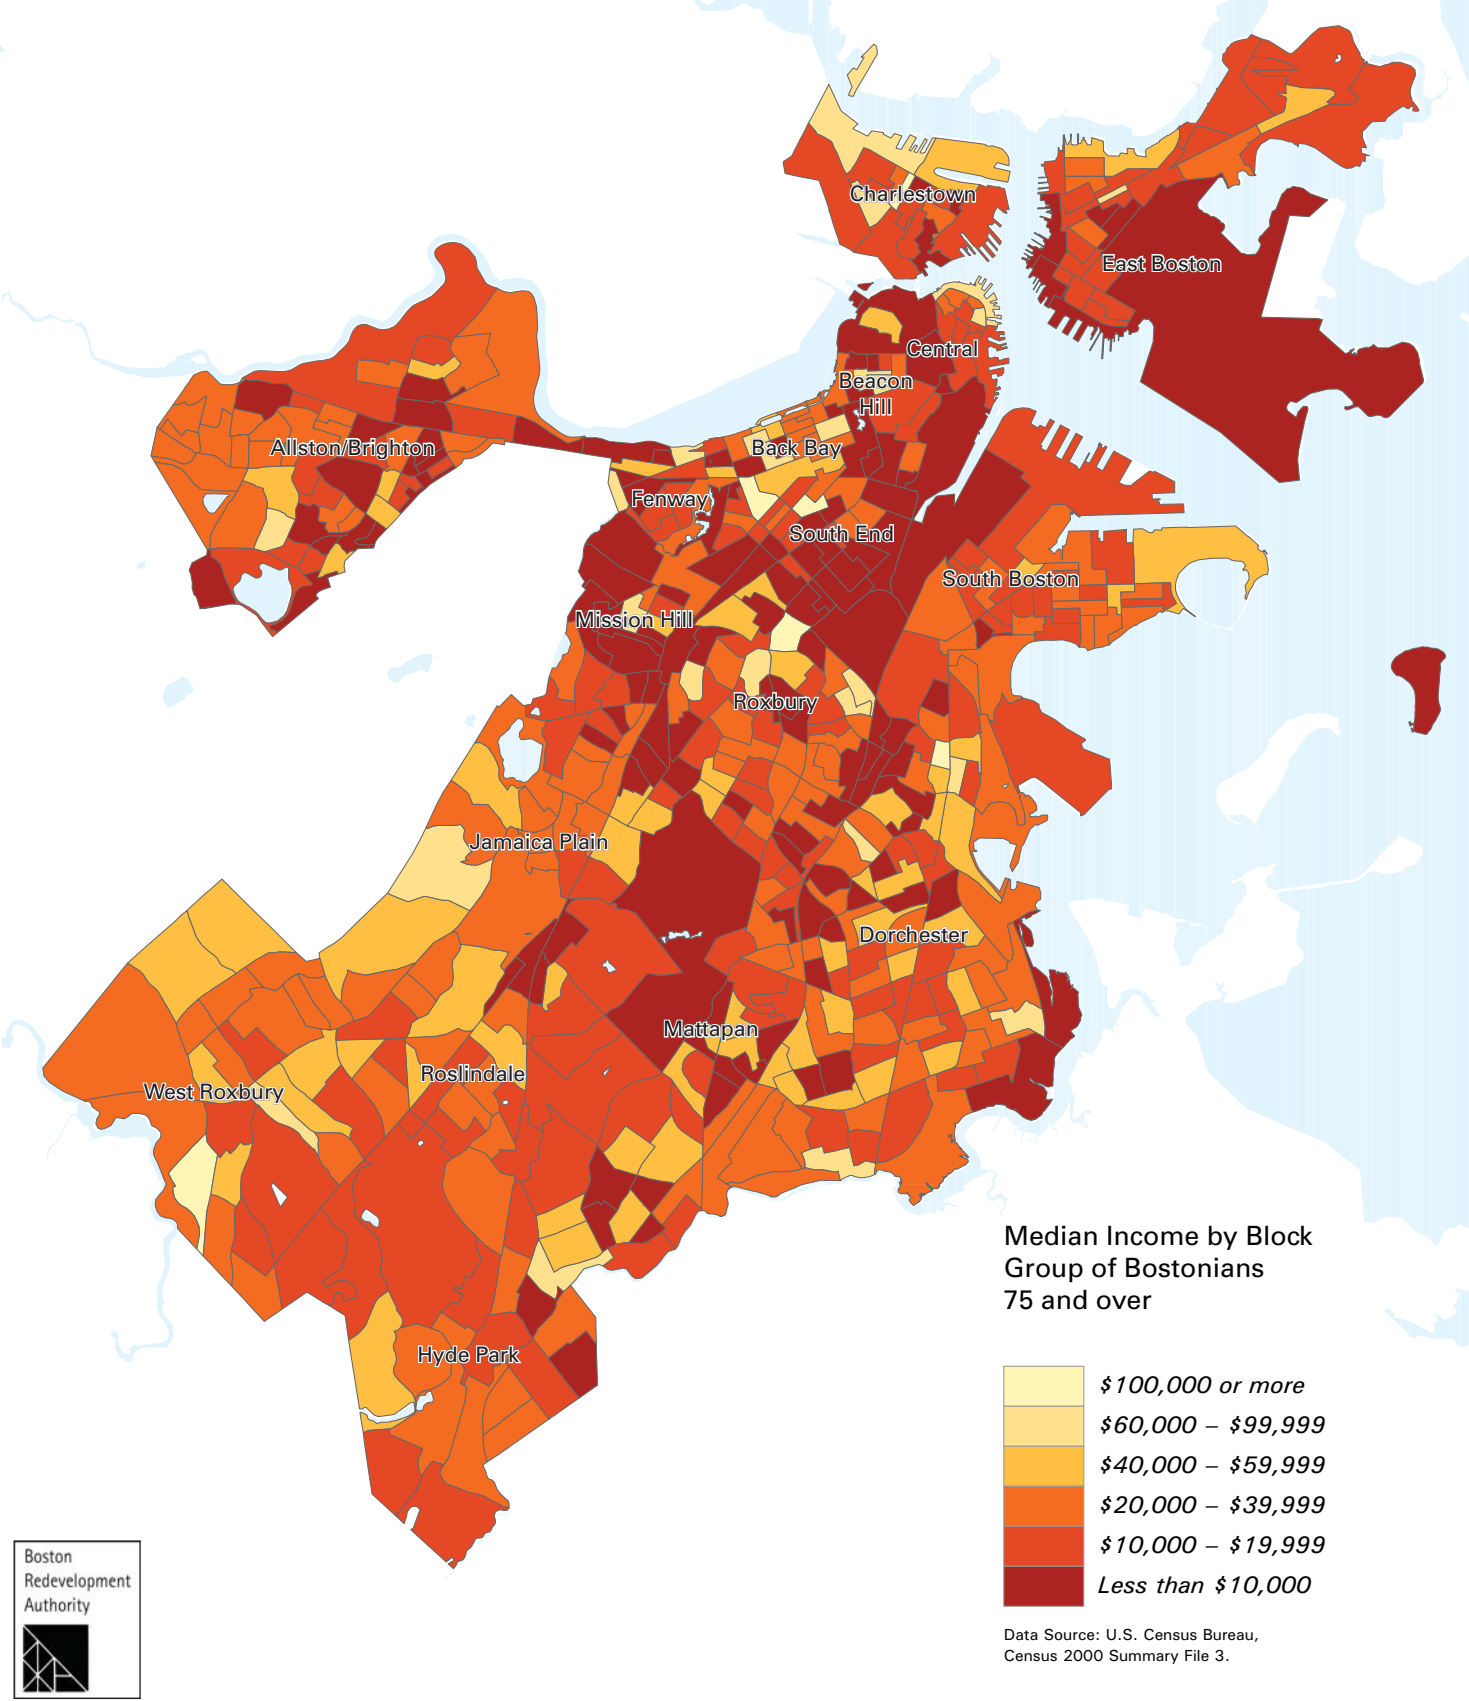 Charlestown
East Boston
Central
Beacon
Hill
Allston/Brighton
Back Bay
Fenway
South End
South Boston
Mission Hill
Roxbury
Jamaica Plain
Dorchester
Mattapan
Roslindale
West Roxbury
Hyde Park
Median Income by Block
Group of Bostonians
75 and over
$100,000 or more
$60,000 – $99,999
$40,000 – $59,999
$20,000 – $39,999
$10,000 – $19,999
Less than $10,000
Data Source: U.S. Census Bureau,
Census 2000 Summary File 3.
Boston
Redevelopment
Authority